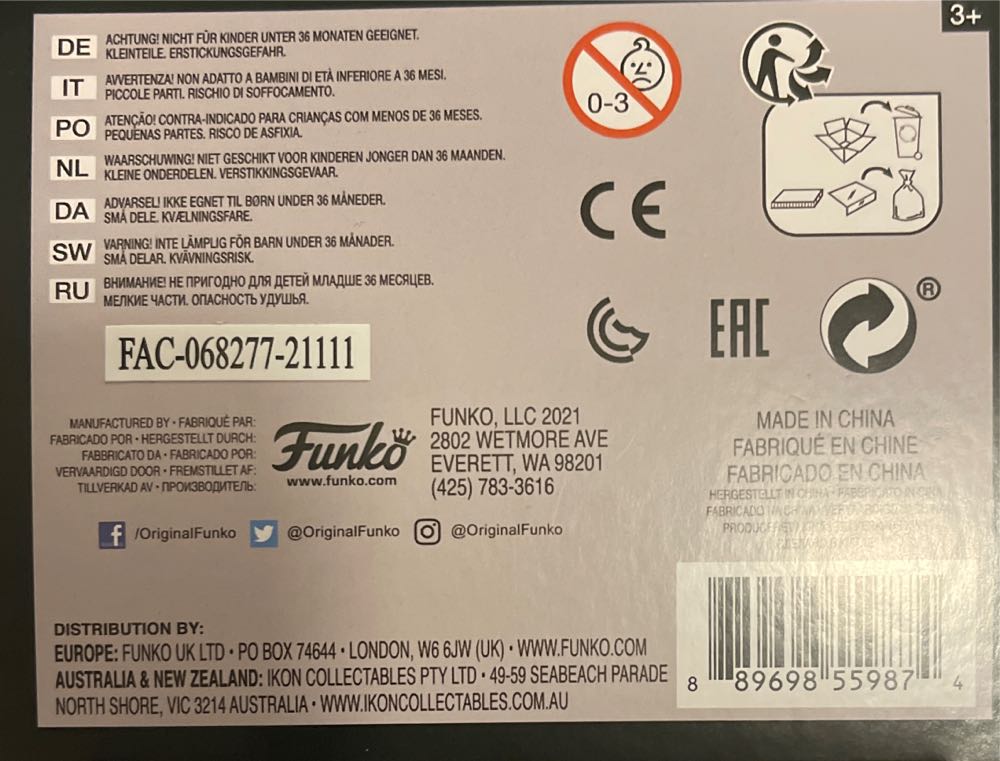 3+
DE ACHTUNG! NICHT FÜR KINDER UNTER 36 MONATEN GEEIGNET.
KLEINTEILE. ERSTICKUNGSGEFAHR.
IT AVVERTENZA! NON ADATTO A BAMBINI DI ETÀ INFERIORE A 36 MESI.
PICCOLE PARTI. RISCHIO DI SOFFOCAMENTO.
PO ATENÇÃO! CONTRA-INDICADO PARA CRIANÇAS COM MENOS DE 36 MESES.
PEQUENAS PARTES. RISCO DE ASFIXIA.
NL WAARSCHUWING! NIET GESCHIKT VOOR KINDEREN JONGER DAN 36 MAANDEN.
KLEINE ONDERDELEN. VERSTIKKINGSGEVAAR.
DA ADVARSEL! IKKE EGNET TIL BØRN UNDER 36 MÅNEDER.
SMÅ DELE. KVÆLNINGSFARE.
SW VARNING! INTE LÄMPLIG FÖR BARN UNDER 36 MÅNADER.
SMÅ DELAR. KVÄVNINGSRISK.
RU ВНИМАНИЕ! НЕ ПРИГОДНО ДЛЯ ДЕТЕЙ МЛАДШЕ 36 МЕСЯЦЕВ.
МЕЛКИЕ ЧАСТИ. ОПАСНОСТЬ УДУШЬЯ.
0-3
CE
EAC
®
FAC-068277-21111
MANUFACTURED BY • FABRIQUÉ PAR:
FABRICADO POR • HERGESTELLT DURCH:
FABBRICATO DA • FABRICADO POR:
VERVAARDIGD DOOR • FREMSTILLET AF:
TILLVERKAD AV • ПРОИЗВОДИТЕЛЬ:
Funko
www.funko.com
FUNKO, LLC 2021
2802 WETMORE AVE
EVERETT, WA 98201
(425) 783-3616
MADE IN CHINA
FABRIQUÉ EN CHINE
FABRICADO EN CHINA
HERGESTELLT IN CHINA • FABBRICATO IN CINA
FABRICADO NA CHINA
f /OriginalFunko @OriginalFunko @OriginalFunko
DISTRIBUTION BY:
EUROPE: FUNKO UK LTD • PO BOX 74644 • LONDON, W6 6JW (UK) • WWW.FUNKO.COM
AUSTRALIA & NEW ZEALAND: IKON COLLECTABLES PTY LTD • 49-59 SEABEACH PARADE
NORTH SHORE, VIC 3214 AUSTRALIA • WWW.IKONCOLLECTABLES.COM.AU
8 89698 55987 4